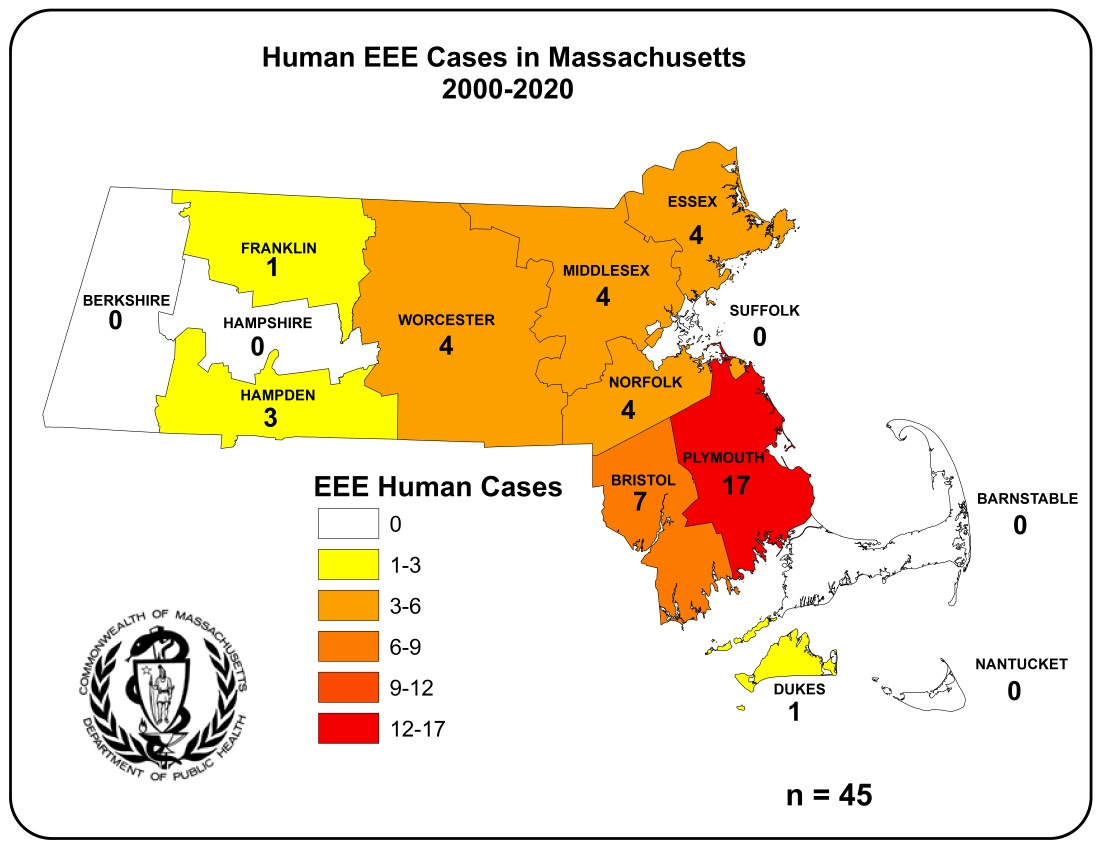 Human EEE Cases in Massachusetts
2000-2020
ESSEX
4
FRANKLIN
1
MIDDLESEX
4
BERKSHIRE
0
SUFFOLK
0
HAMPSHIRE
0
WORCESTER
4
NORFOLK
4
HAMPDEN
3
PLYMOUTH
17
BRISTOL
7
BARNSTABLE
0
EEE Human Cases
0
1-3
3-6
6-9
9-12
12-17
COMMONWEALTH OF MASSACHUSETTS
DEPARTMENT OF PUBLIC HEALTH
NANTUCKET
0
DUKES
1
n = 45